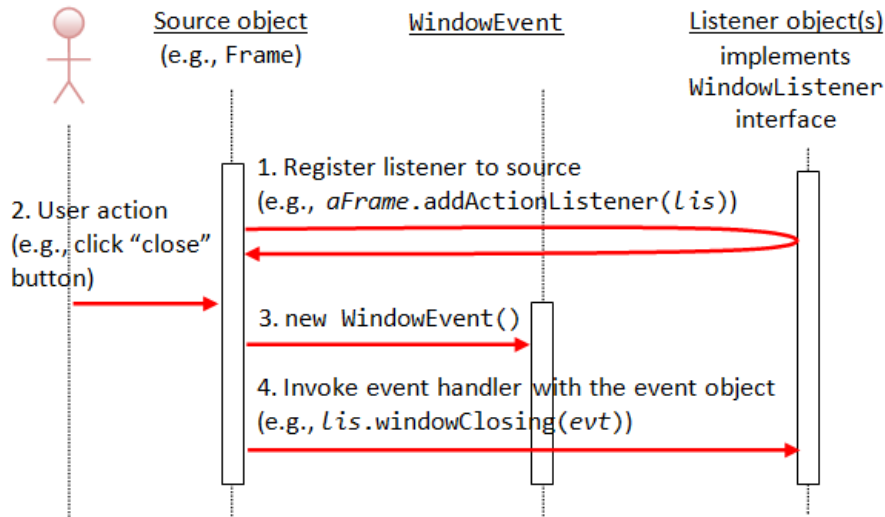 Source object
(e.g., Frame)
WindowEvent
Listener object(s)
implements
WindowListener
interface
1. Register listener to source
(e.g., aFrame.addActionListener(lis))
2. User action
(e.g., click “close”
button)
3. new WindowEvent()
4. Invoke event handler with the event object
(e.g., lis.windowClosing(evt))